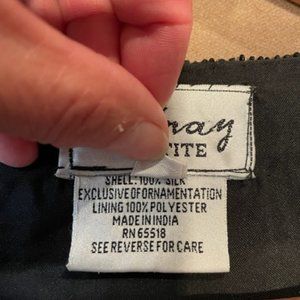 ray
TITE
SHELL: 100% SILK
EXCLUSIVE OF ORNAMENTATION
LINING 100% POLYESTER
MADE IN INDIA
RN 65518
SEE REVERSE FOR CARE